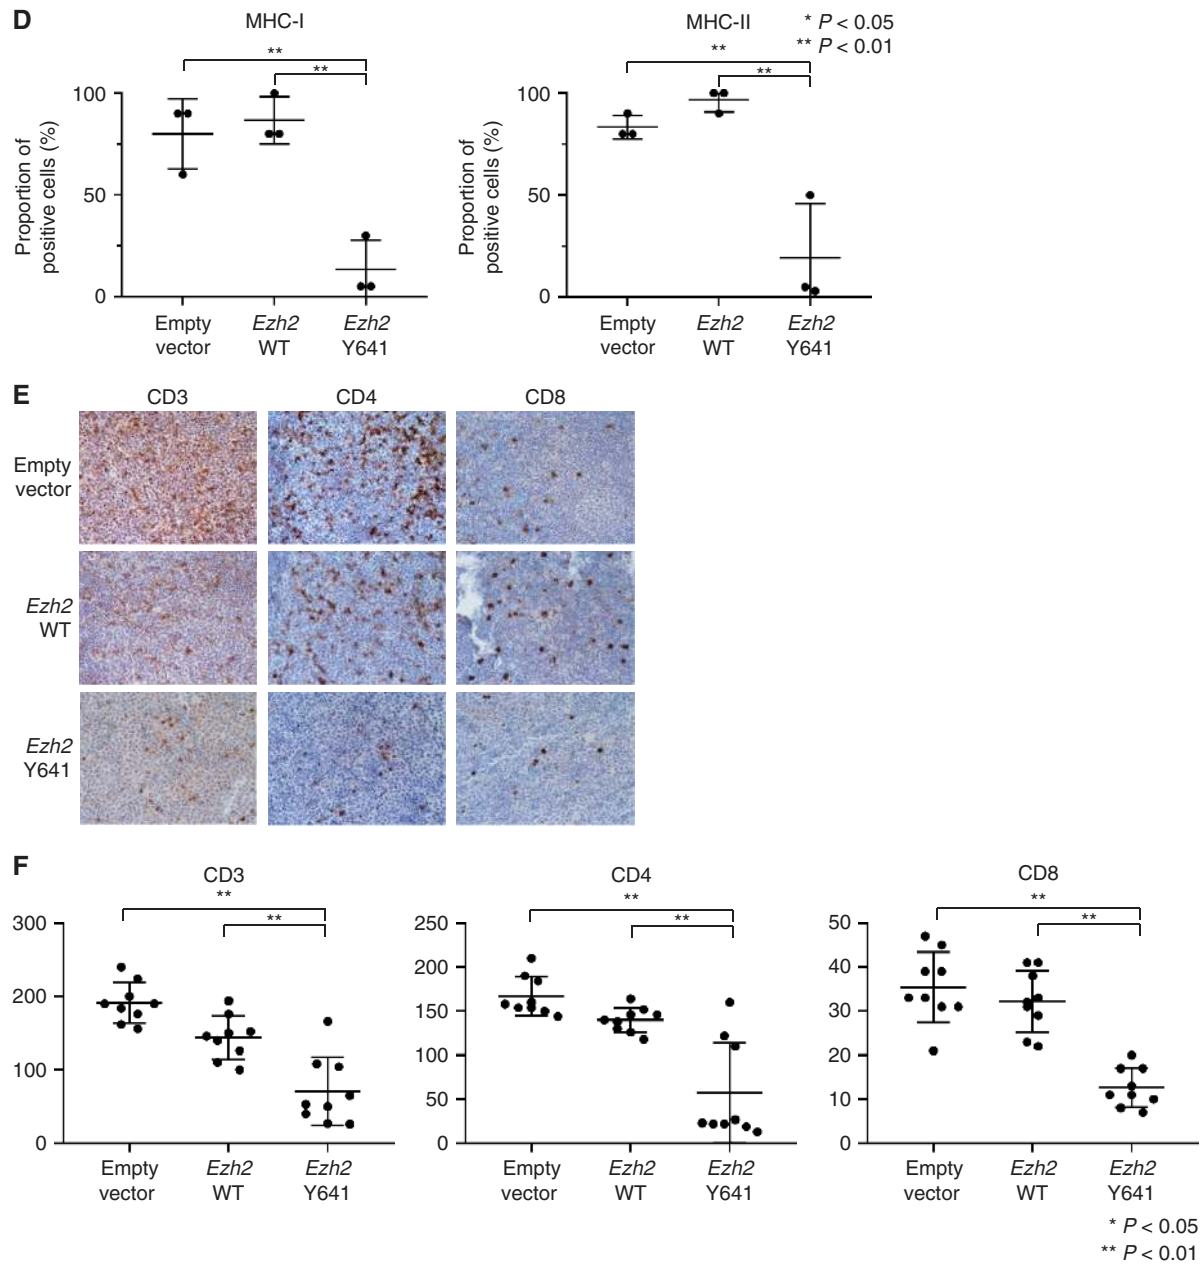 D
MHC-I
MHC-II
* P < 0.05
** P < 0.01
**
**
**
**
Proportion of
positive cells (%)
100
50
0
Empty
vector
Ezh2
WT
Ezh2
Y641
Proportion of
positive cells (%)
100
50
0
Empty
vector
Ezh2
WT
Ezh2
Y641
E
CD3
CD4
CD8
Empty
vector
Ezh2
WT
Ezh2
Y641
F
CD3
**
**
300
200
100
0
Empty
vector
Ezh2
WT
Ezh2
Y641
CD4
**
**
250
200
150
100
50
0
Empty
vector
Ezh2
WT
Ezh2
Y641
CD8
**
**
50
40
30
20
10
0
Empty
vector
Ezh2
WT
Ezh2
Y641
* P < 0.05
** P < 0.01